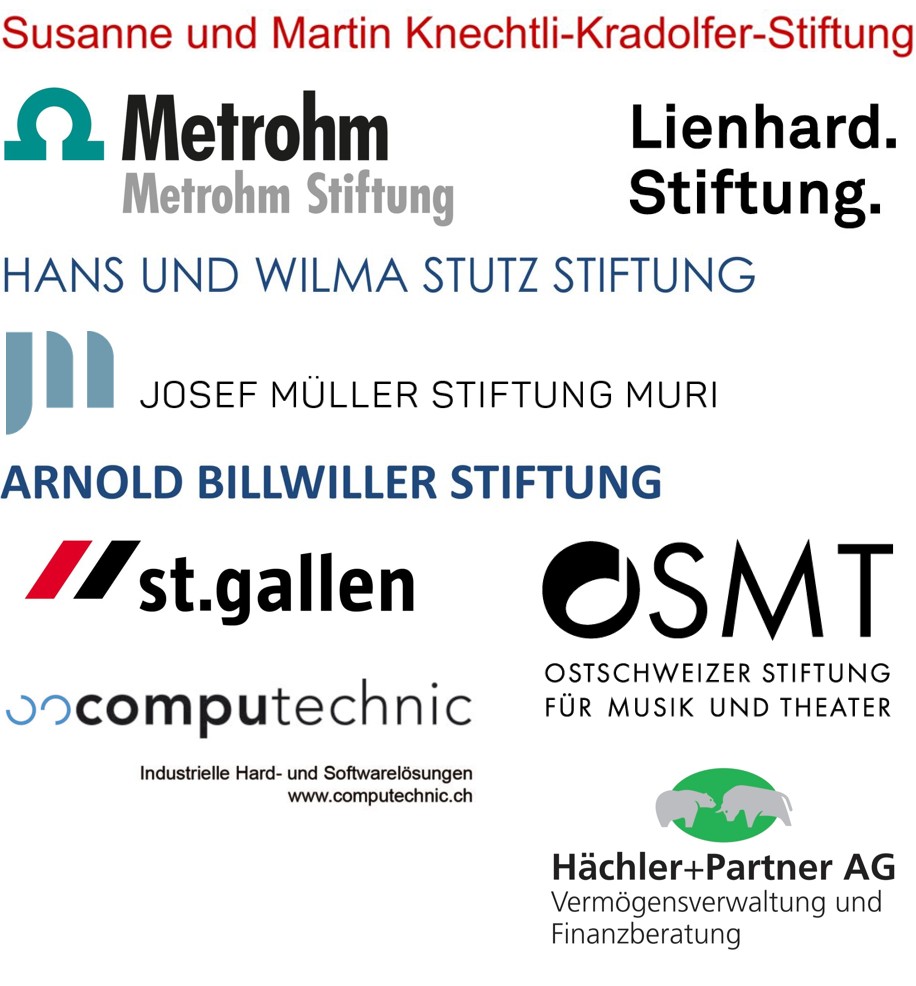 Susanne und Martin Knechtli-Kradolfer-Stiftung
Metrohm
Metrohm Stiftung
Lienhard.
Stiftung.
HANS UND WILMA STUTZ STIFTUNG
JOSEF MÜLLER STIFTUNG MURI
ARNOLD BILLWILLER STIFTUNG
st.gallen
OSMT
OSTSCHWEIZER STIFTUNG
FÜR MUSIK UND THEATER
computechnic
Industrielle Hard- und Softwarelösungen
www.computechnic.ch
Hächler+Partner AG
Vermögensverwaltung und
Finanzberatung